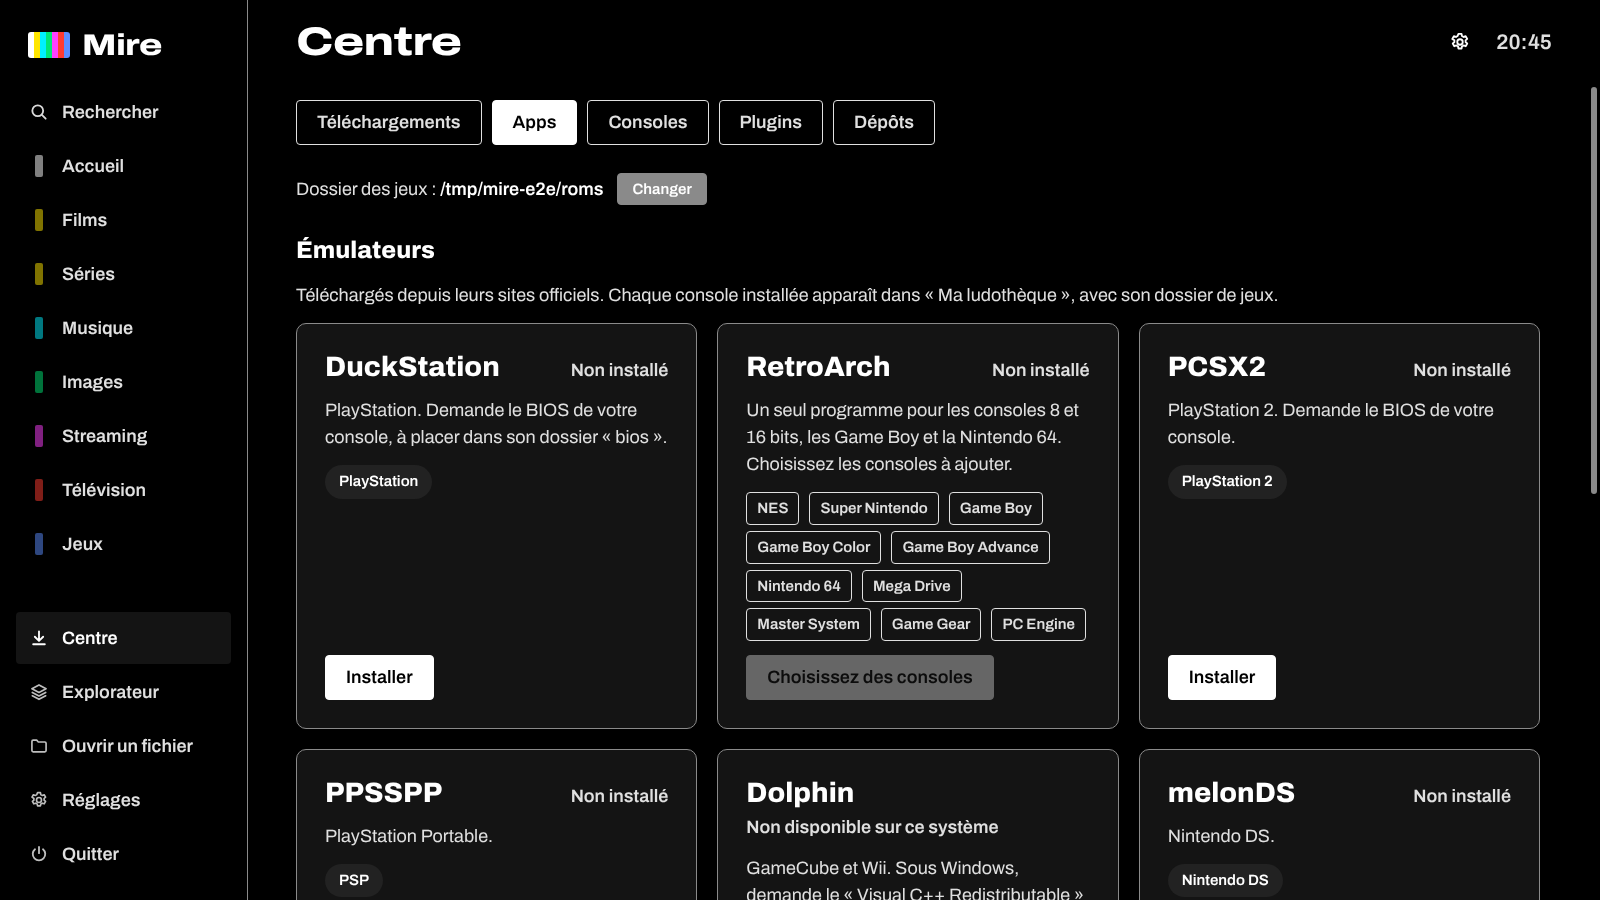 Mire
Rechercher
Accueil
Films
Séries
Musique
Images
Streaming
Télévision
Jeux
Centre
Explorateur
Ouvrir un fichier
Réglages
Quitter
Centre
20:45
Téléchargements
Apps
Consoles
Plugins
Dépôts
Dossier des jeux : /tmp/mire-e2e/roms
Changer
Émulateurs
Téléchargés depuis leurs sites officiels. Chaque console installée apparaît dans « Ma ludothèque », avec son dossier de jeux.
DuckStation
Non installé
PlayStation. Demande le BIOS de votre
console, à placer dans son dossier « bios ».
PlayStation
Installer
RetroArch
Non installé
Un seul programme pour les consoles 8 et
16 bits, les Game Boy et la Nintendo 64.
Choisissez les consoles à ajouter.
NES
Super Nintendo
Game Boy
Game Boy Color
Game Boy Advance
Nintendo 64
Mega Drive
Master System
Game Gear
PC Engine
Choisissez des consoles
PCSX2
Non installé
PlayStation 2. Demande le BIOS de votre
console.
PlayStation 2
Installer
PPSSPP
Non installé
PlayStation Portable.
PSP
Dolphin
Non disponible sur ce système
GameCube et Wii. Sous Windows,
demande le « Visual C++ Redistributable »
melonDS
Non installé
Nintendo DS.
Nintendo DS